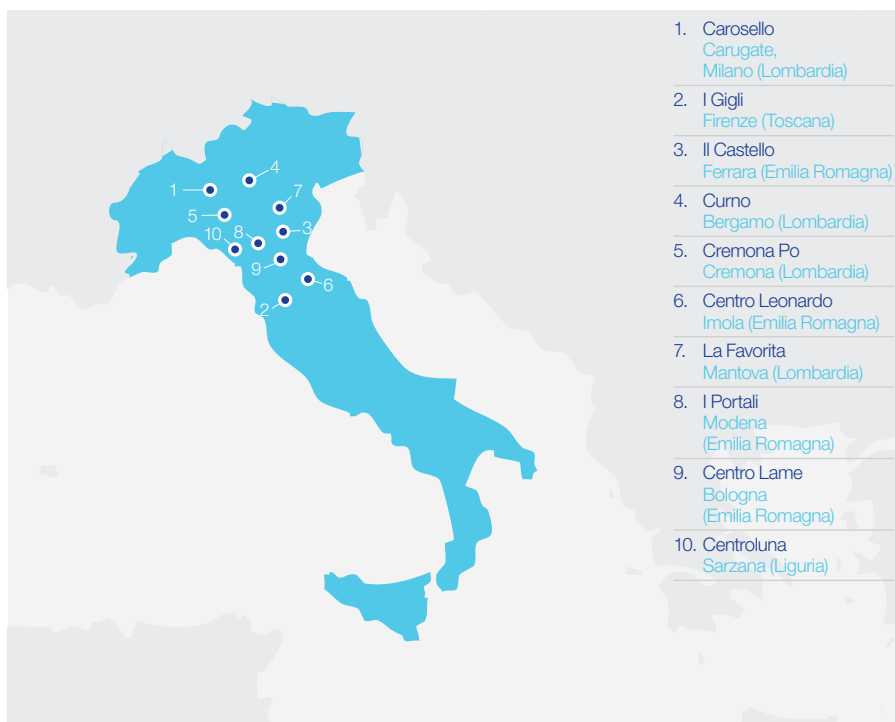 1
4
5
7
10
8
3
9
6
2
1. Carosello
Carugate,
Milano (Lombardia)
2. I Gigli
Firenze (Toscana)
3. Il Castello
Ferrara (Emilia Romagna)
4. Curno
Bergamo (Lombardia)
5. Cremona Po
Cremona (Lombardia)
6. Centro Leonardo
Imola (Emilia Romagna)
7. La Favorita
Mantova (Lombardia)
8. I Portali
Modena
(Emilia Romagna)
9. Centro Lame
Bologna
(Emilia Romagna)
10. Centroluna
Sarzana (Liguria)